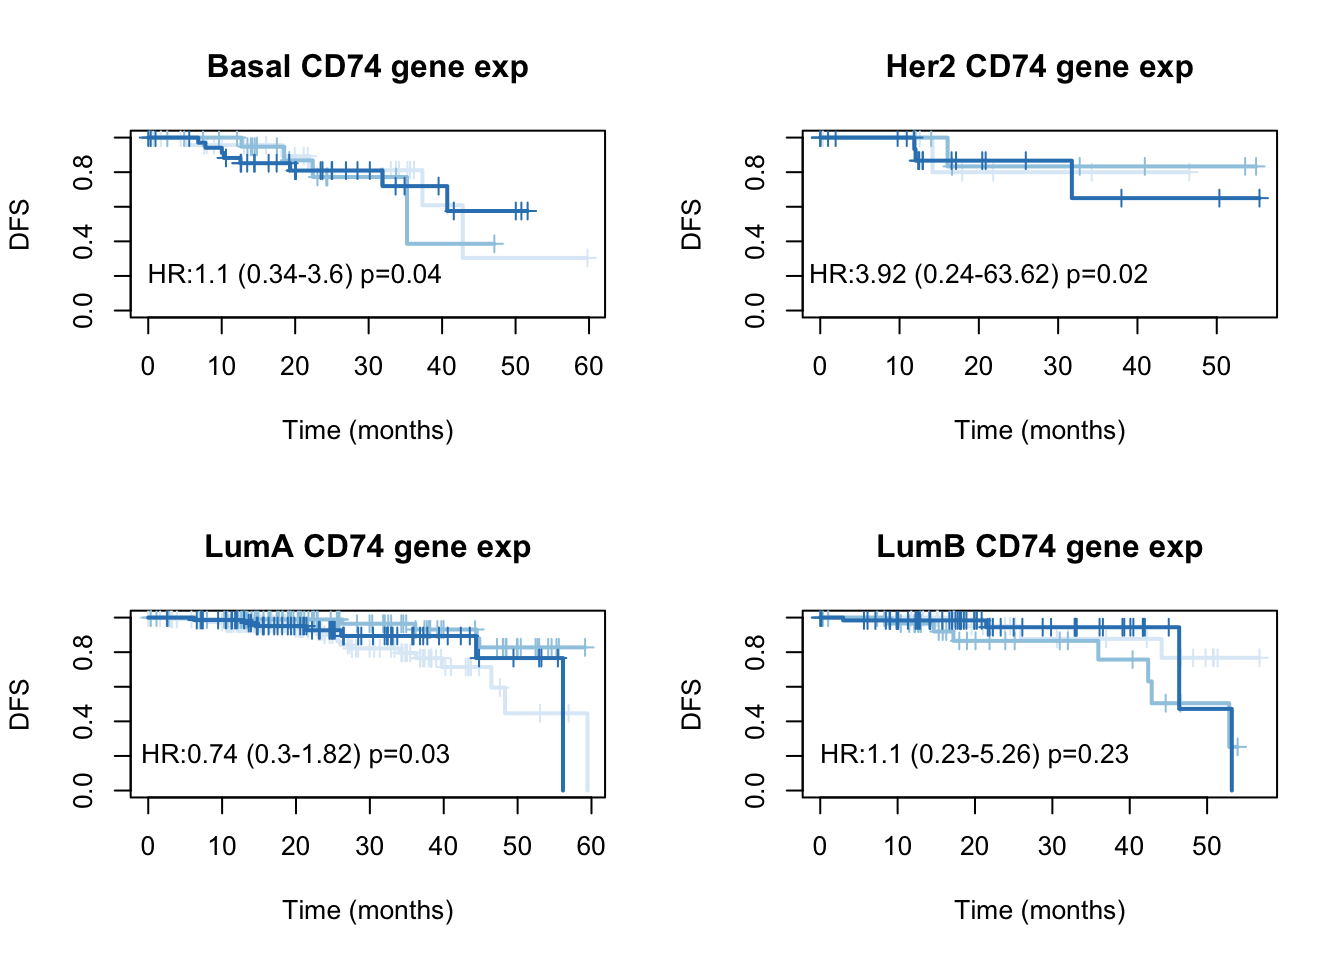 Basal CD74 gene exp
DFS
0.0 0.4 0.8
HR:1.1 (0.34-3.6) p=0.04
0 10 20 30 40 50 60
Time (months)
Her2 CD74 gene exp
DFS
0.0 0.4 0.8
HR:3.92 (0.24-63.62) p=0.02
0 10 20 30 40 50
Time (months)
LumA CD74 gene exp
DFS
0.0 0.4 0.8
HR:0.74 (0.3-1.82) p=0.03
0 10 20 30 40 50 60
Time (months)
LumB CD74 gene exp
DFS
0.0 0.4 0.8
HR:1.1 (0.23-5.26) p=0.23
0 10 20 30 40 50
Time (months)